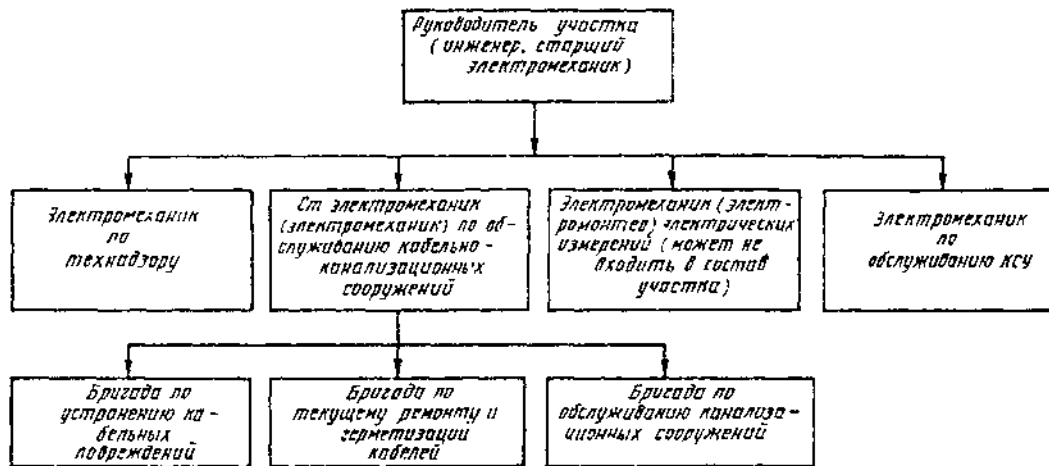 Руководитель участка
(инженер, старший
электромеханик)
Электромеханик
по
технадзору
Ст электромеханик
(электромеханик) по об-
служиванию кабельно-
канализационных
сооружений
Электромеханик (элект-
ромонтер) электрических
измерений (может не
входить в состав
участка)
Электромеханик
по
обслуживанию КСУ
Бригада по
устранению ка-
бельных
повреждений
Бригада по
текущему ремонту и
герметизации
кабелей
Бригада по
обслуживанию канализа-
ционных сооружений